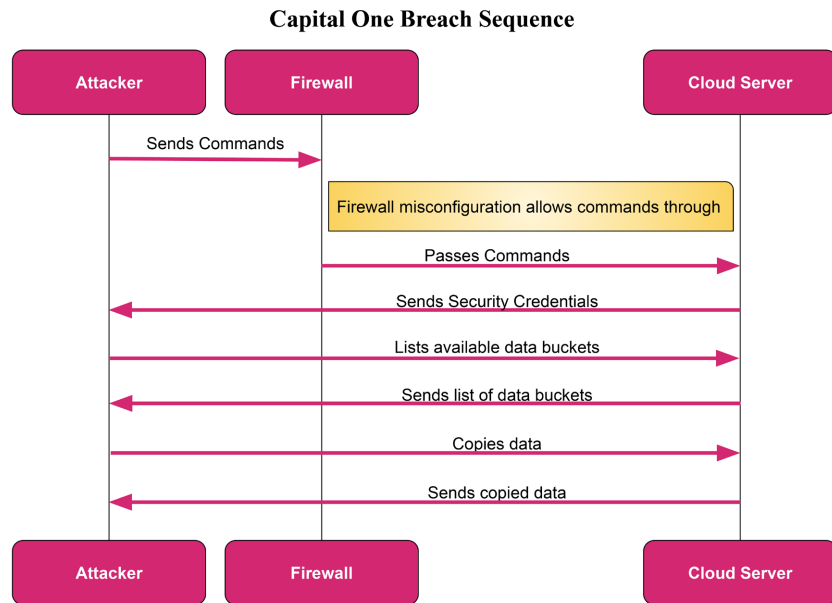 Capital One Breach Sequence
Attacker
Firewall
Cloud Server
Sends Commands
Firewall misconfiguration allows commands through
Passes Commands
Sends Security Credentials
Lists available data buckets
Sends list of data buckets
Copies data
Sends copied data
Attacker
Firewall
Cloud Server